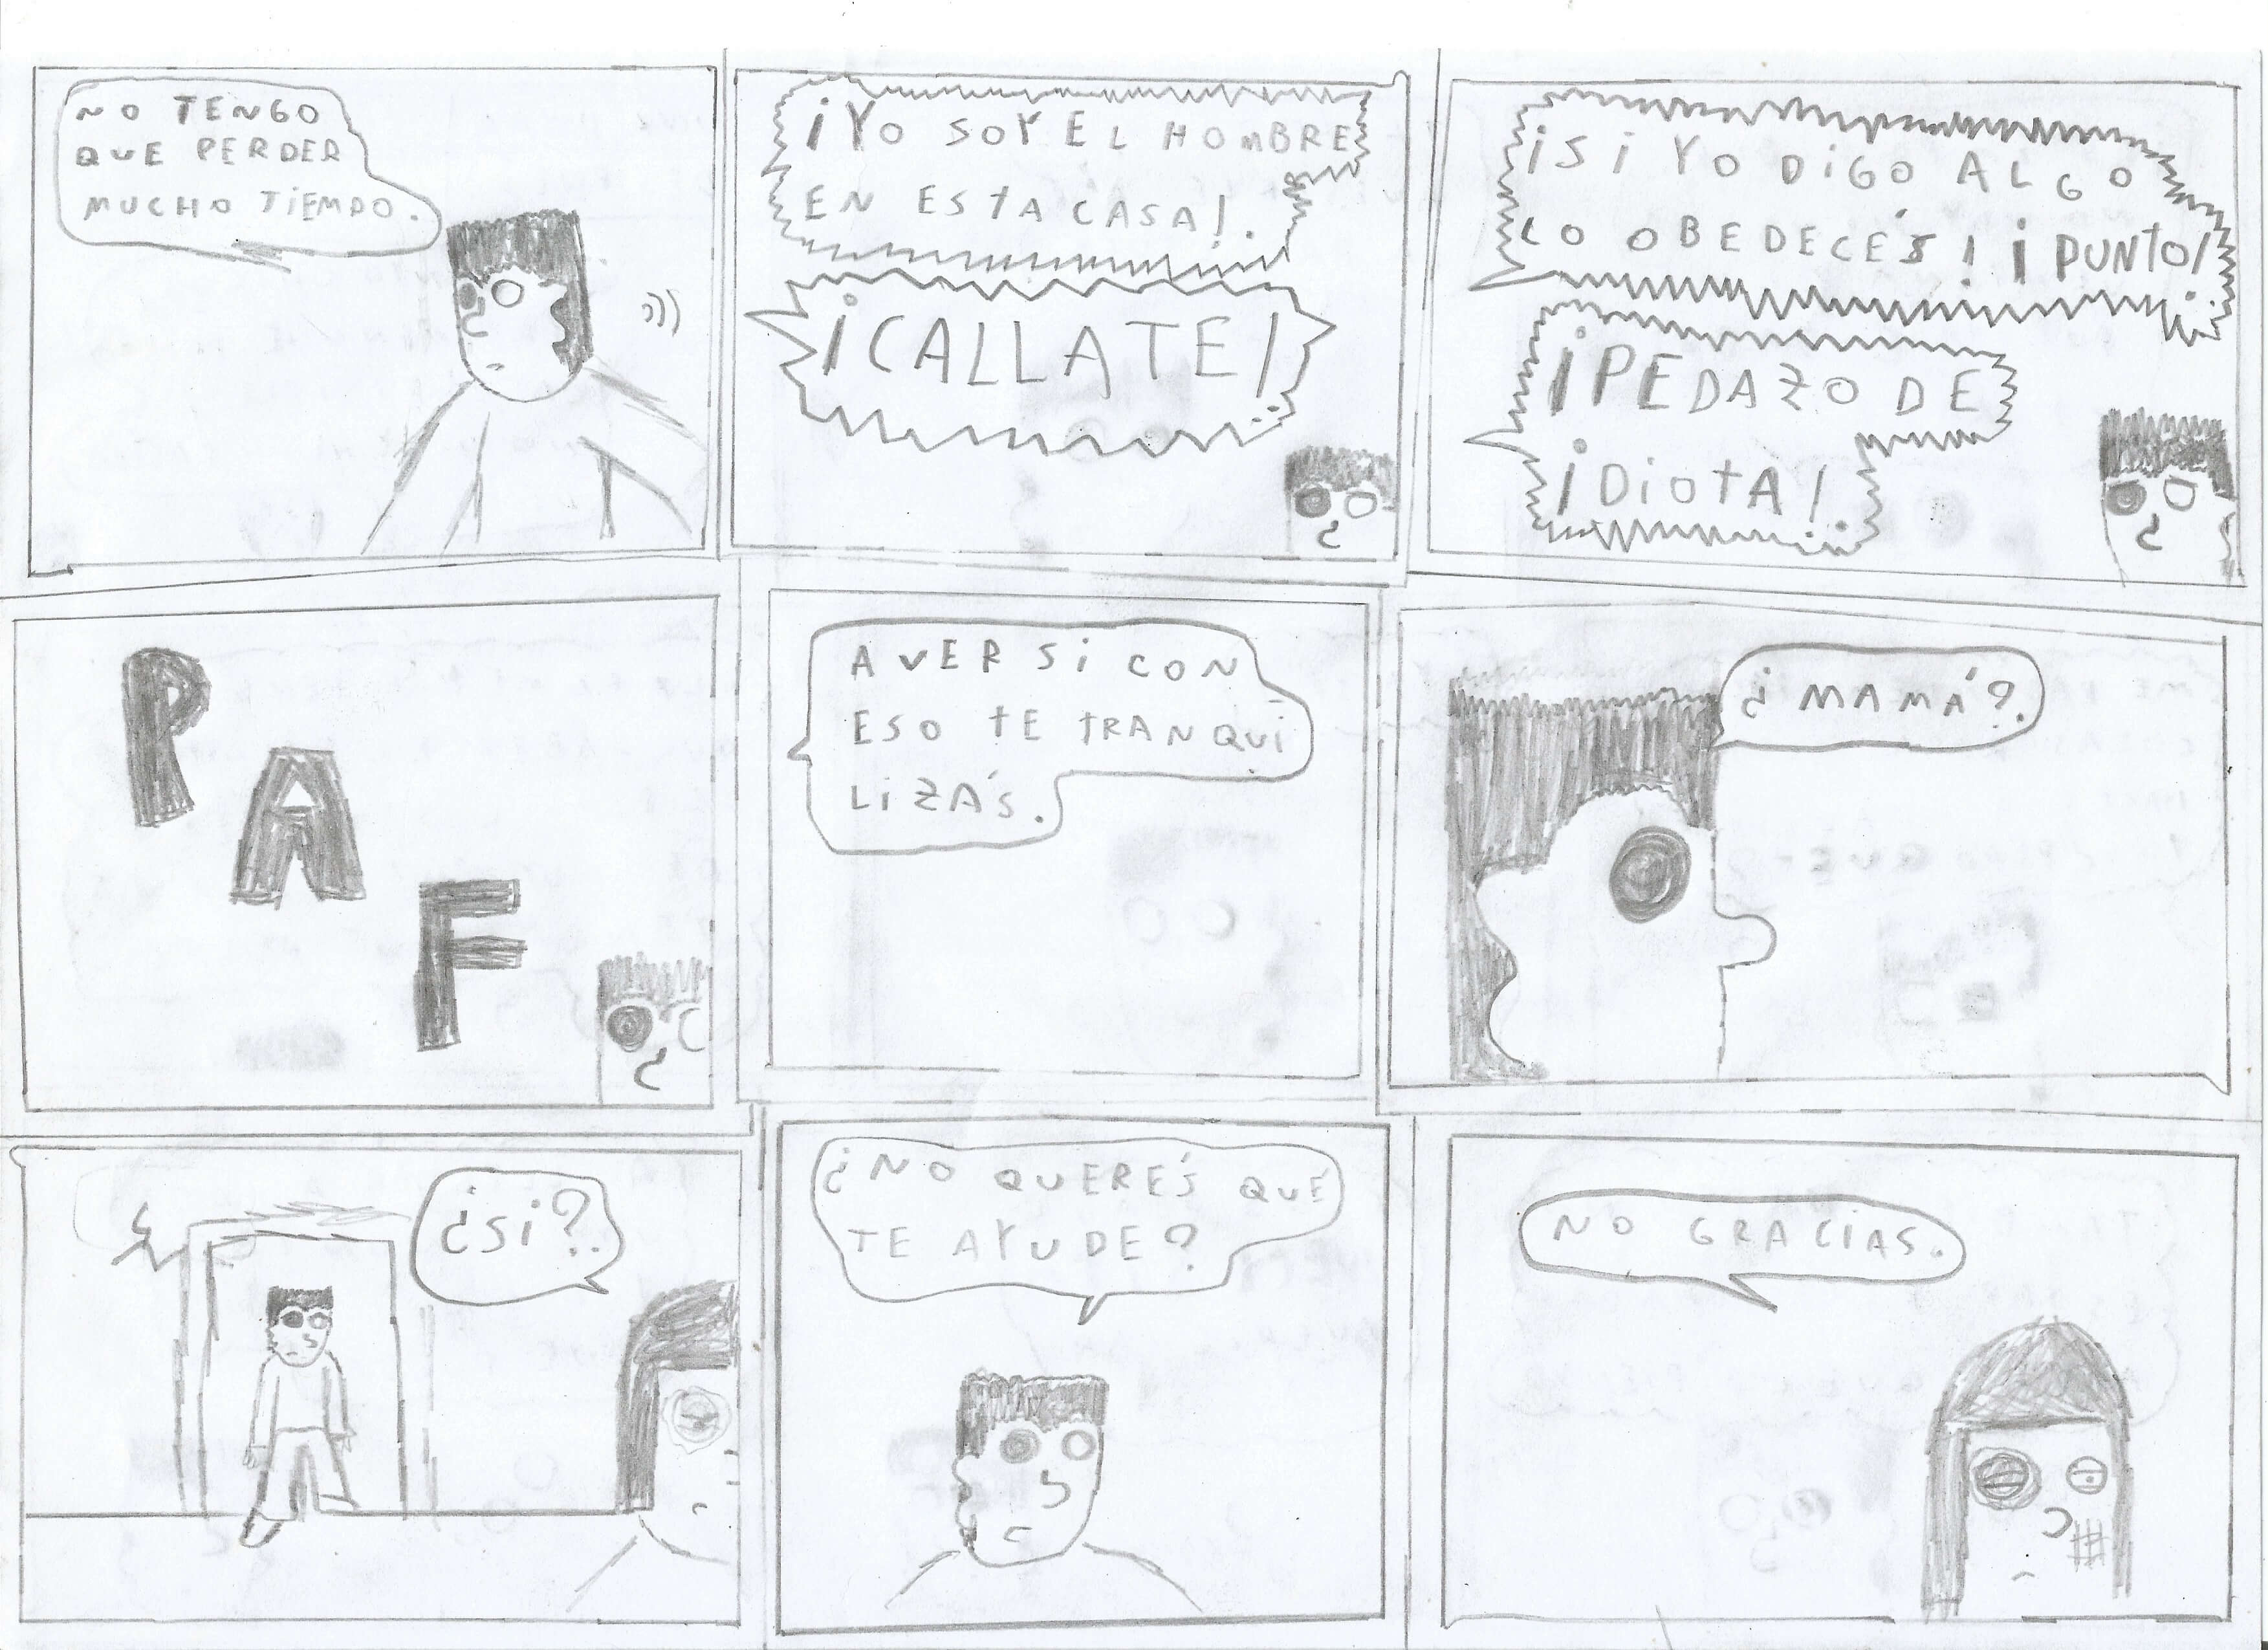 NO TENGO
QUE PERDER
MUCHO TIEMPO.
¡YO SOY EL HOMBRE
EN ESTA CASA!.
¡CALLATE!
¡SI YO DIGO ALGO
LO OBEDECÉS! ¡PUNTO!
¡PEDAZO DE
IDIOTA!.
PAF
A VER SI CON
ESO TE TRANQUI
LIZÁS.
¿MAMÁ?.
¿SI?.
¿NO QUERÉS QUE
TE AYUDE?
NO GRACIAS.